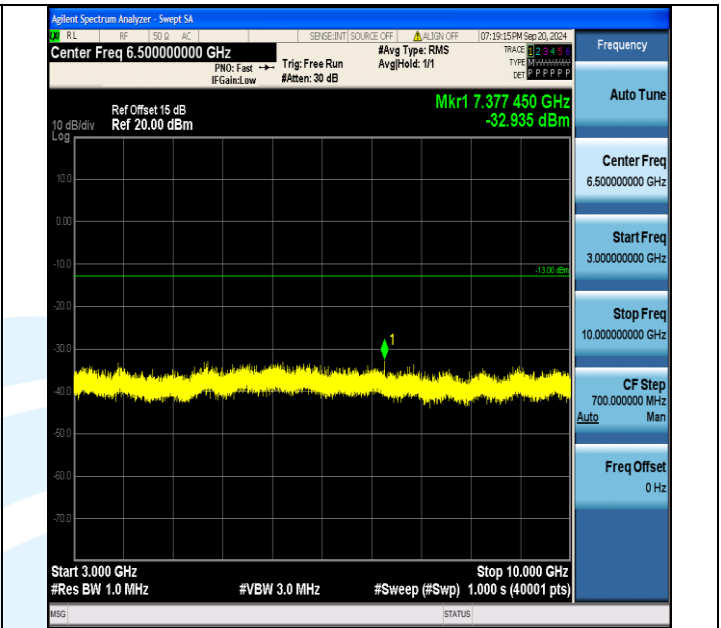 Agilent Spectrum Analyzer - Swept SA
RL RF 50 Ω AC SENSE:INT SOURCE OFF ALIGN OFF 07:19:15 PM Sep 20, 2024
Center Freq 6.500000000 GHz
PNO: Fast
IFGain:Low
Trig: Free Run
#Atten: 30 dB
#Avg Type: RMS
Avg|Hold: 1/1
TRACE 1 2 3 4 5 6
TYPE
DET P P P P P P
Mkr1 7.377 450 GHz
-32.935 dBm
Ref Offset 15 dB
10 dB/div Ref 20.00 dBm
Log
10.0
0.00
-10.0
-13.00 dBm
-20.0
-30.0
1
-40.0
-50.0
-60.0
-70.0
Start 3.000 GHz Stop 10.000 GHz
#Res BW 1.0 MHz #VBW 3.0 MHz #Sweep (#Swp) 1.000 s (40001 pts)
MSG STATUS
Frequency
Auto Tune
Center Freq
6.500000000 GHz
Start Freq
3.000000000 GHz
Stop Freq
10.000000000 GHz
CF Step
700.000000 MHz
Auto Man
Freq Offset
0 Hz